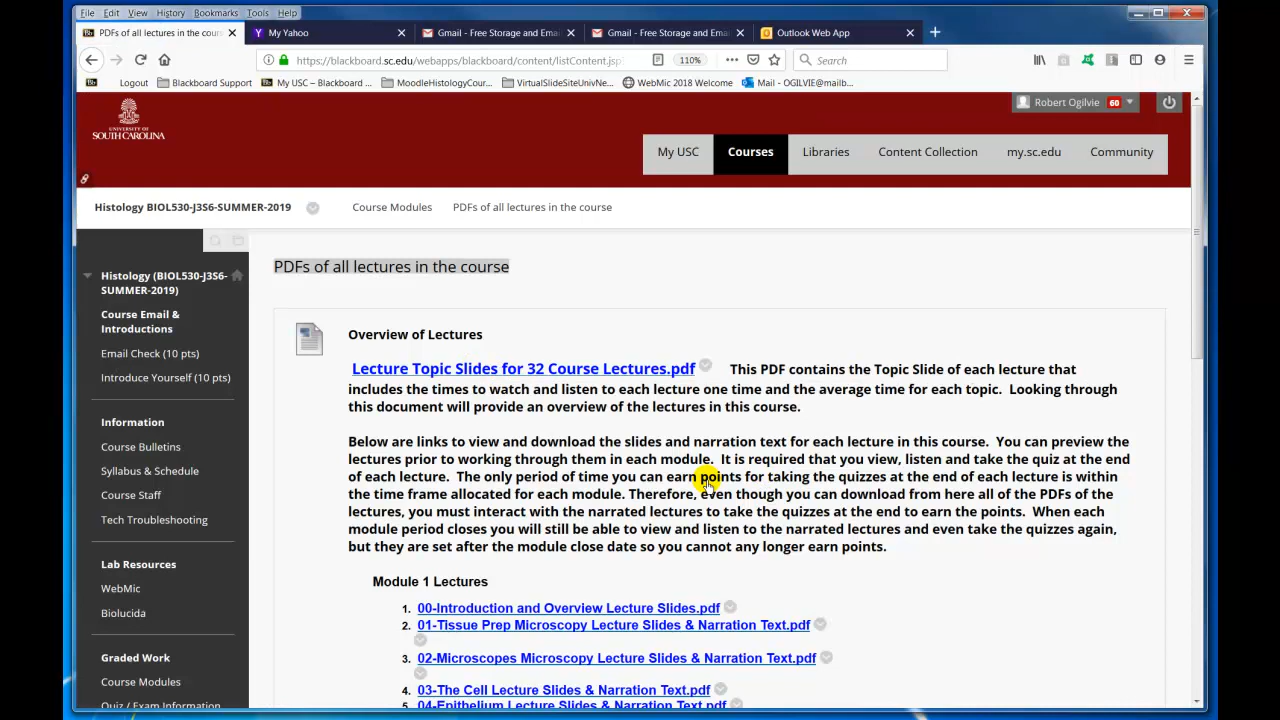 File Edit View History Bookmarks Tools Help
PDFs of all lectures in the cour
My Yahoo
Gmail - Free Storage and Ema
Gmail - Free Storage and Ema
Outlook Web App
https://blackboard.sc.edu/webapps/blackboard/content/listContent.jsp
110%
Search
Logout
Blackboard Support
My USC – Blackboard ...
MoodleHistologyCour...
VirtualSlideSiteUnivNe...
WebMic 2018 Welcome
Mail - OGILVIE@mailb...
UNIVERSITY OF
SOUTH CAROLINA
Robert Ogilvie 60
My USC
Courses
Libraries
Content Collection
my.sc.edu
Community
Histology BIOL530-J3S6-SUMMER-2019
Course Modules
PDFs of all lectures in the course
Histology (BIOL530-J3S6-
SUMMER-2019)
Course Email &
Introductions
Email Check (10 pts)
Introduce Yourself (10 pts)
Information
Course Bulletins
Syllabus & Schedule
Course Staff
Tech Troubleshooting
Lab Resources
WebMic
Biolucida
Graded Work
Course Modules
Quiz / Exam Information
PDFs of all lectures in the course
Overview of Lectures
Lecture Topic Slides for 32 Course Lectures.pdf This PDF contains the Topic Slide of each lecture that
includes the times to watch and listen to each lecture one time and the average time for each topic. Looking through
this document will provide an overview of the lectures in this course.
Below are links to view and download the slides and narration text for each lecture in this course. You can preview the
lectures prior to working through them in each module. It is required that you view, listen and take the quiz at the end
of each lecture. The only period of time you can earn points for taking the quizzes at the end of each lecture is within
the time frame allocated for each module. Therefore, even though you can download from here all of the PDFs of the
lectures, you must interact with the narrated lectures to take the quizzes at the end to earn the points. When each
module period closes you will still be able to view and listen to the narrated lectures and even take the quizzes again,
but they are set after the module close date so you cannot any longer earn points.
Module 1 Lectures
1. 00-Introduction and Overview Lecture Slides.pdf
2. 01-Tissue Prep Microscopy Lecture Slides & Narration Text.pdf
3. 02-Microscopes Microscopy Lecture Slides & Narration Text.pdf
4. 03-The Cell Lecture Slides & Narration Text.pdf
5. 04-Epithelium Lecture Slides & Narration Text.pdf